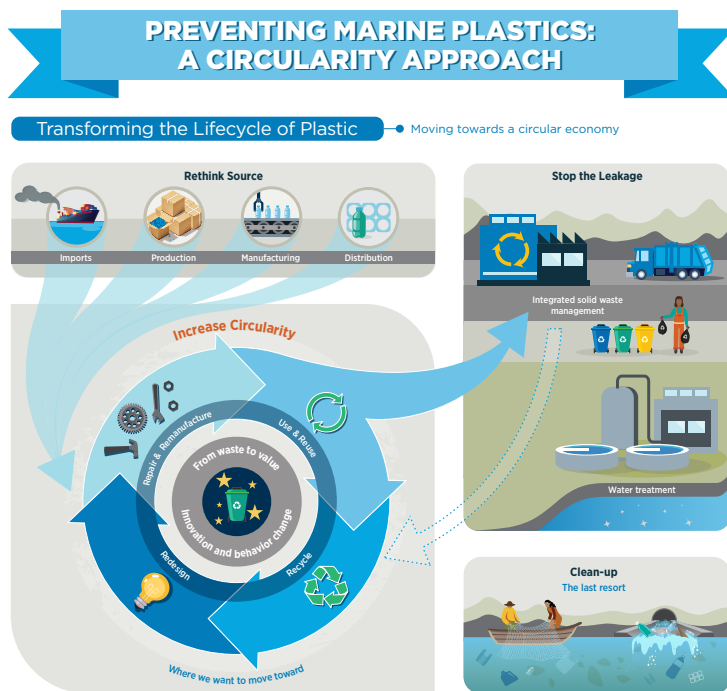 PREVENTING MARINE PLASTICS:
A CIRCULARITY APPROACH
Transforming the Lifecycle of Plastic
Moving towards a circular economy
Rethink Source
Imports
Production
Manufacturing
Distribution
Increase Circularity
Repair & Remanufacture
Use & Reuse
From waste to value
Innovation and behavior change
Redesign
Recycle
Where we want to move toward
Stop the Leakage
Integrated solid waste
management
Water treatment
Clean-up
The last resort